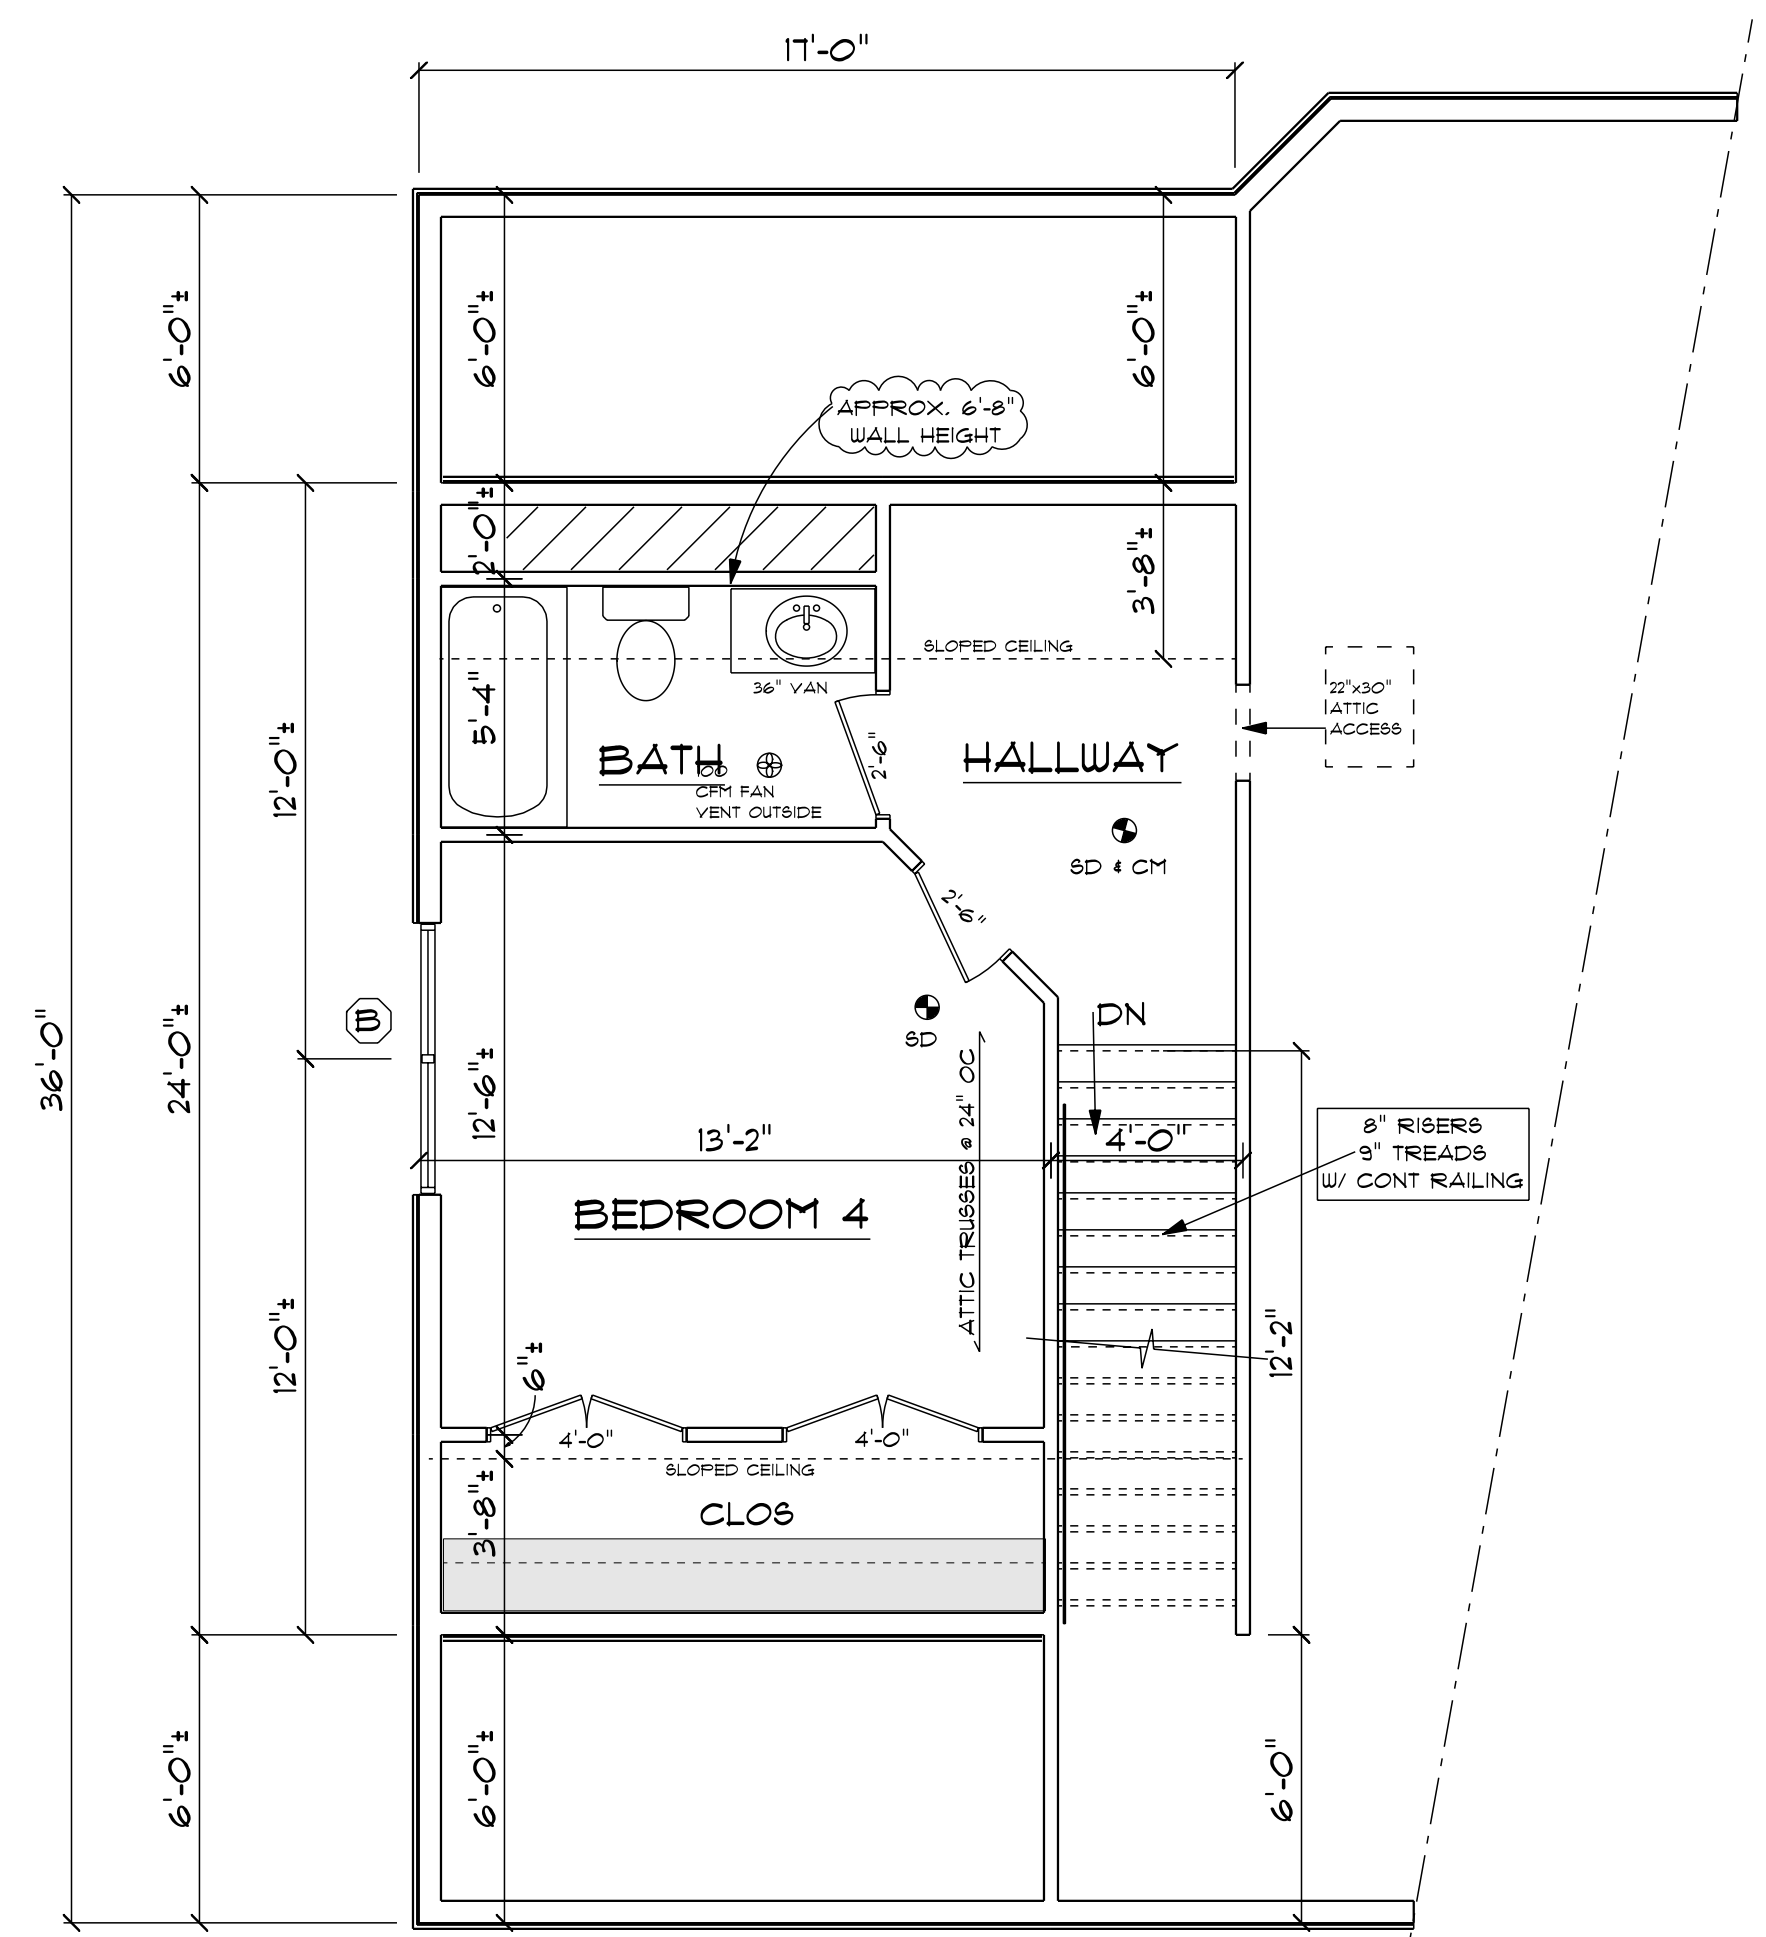 17'-0"
6'-0"±
6'-0"±
6'-0"±
APPROX. 6'-8"
WALL HEIGHT
2'-0"±
3'-8"±
SLOPED CEILING
36" VAN
22"x30"
ATTIC
ACCESS
5'-4"
12'-0"±
BATH
100
CFM FAN
VENT OUTSIDE
2'-6"
HALLWAY
SD & CM
2'-6"
36'-0"
24'-0"±
B
SD
DN
12'-6"±
ATTIC TRUSSES @ 24" OC
13'-2"
4'-0"
8" RISERS
9" TREADS
W/ CONT RAILING
BEDROOM 4
12'-0"±
6"±
12'-2"
4'-0"
4'-0"
SLOPED CEILING
3'-8"±
CLOS
6'-0"±
6'-0"±
6'-0"